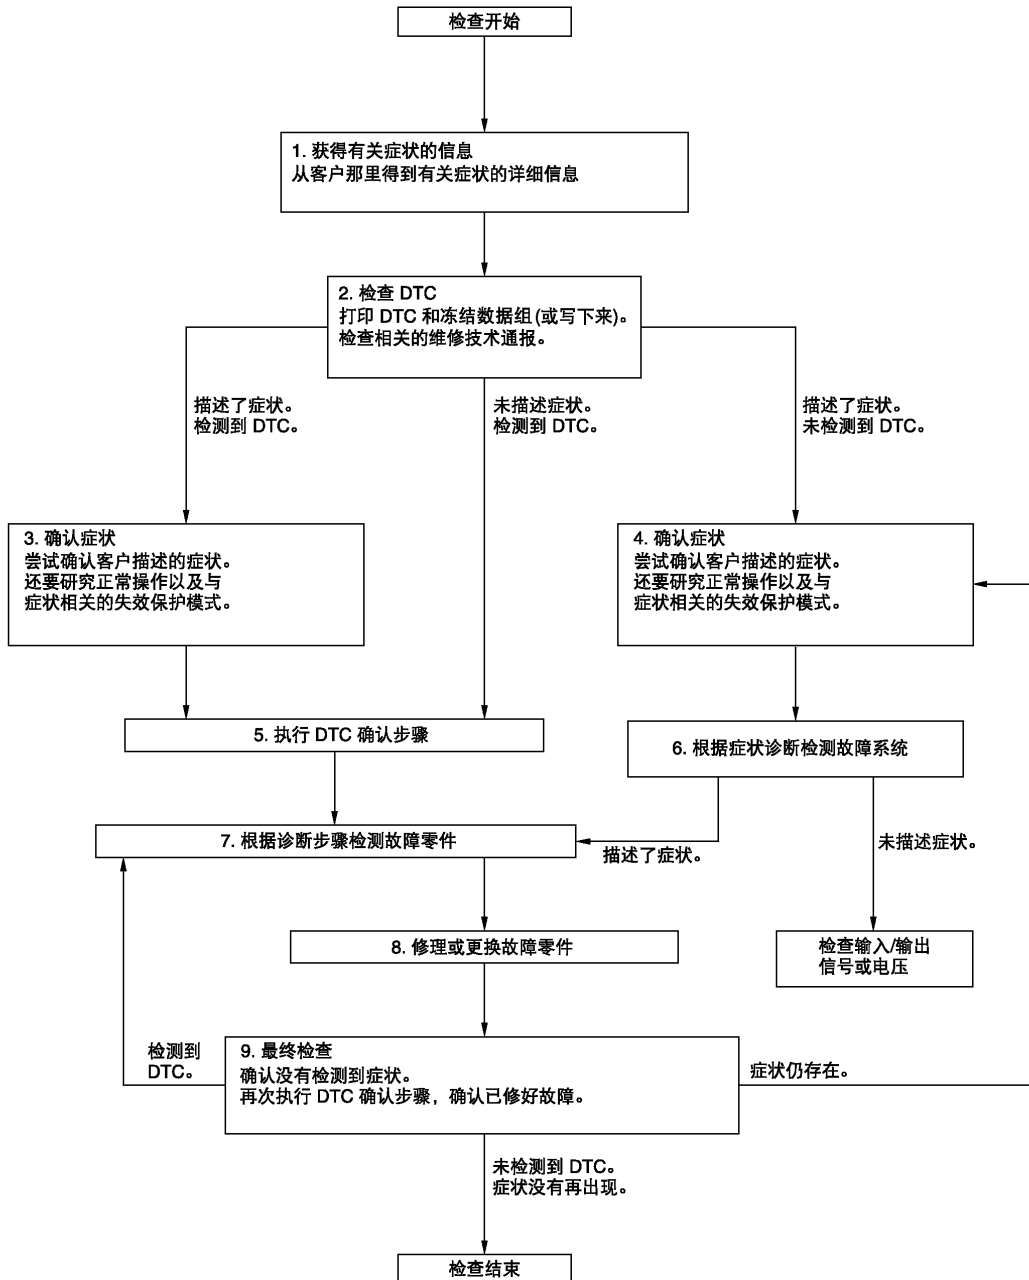 检查开始
1. 获得有关症状的信息
从客户那里得到有关症状的详细信息
2. 检查 DTC
打印 DTC 和冻结数据组(或写下来)。
检查相关的维修技术通报。
描述了症状。
检测到 DTC。
未描述症状。
检测到 DTC。
描述了症状。
未检测到 DTC。
3. 确认症状
尝试确认客户描述的症状。
还要研究正常操作以及与
症状相关的失效保护模式。
4. 确认症状
尝试确认客户描述的症状。
还要研究正常操作以及与
症状相关的失效保护模式。
5. 执行 DTC 确认步骤
6. 根据症状诊断检测故障系统
7. 根据诊断步骤检测故障零件
描述了症状。
未描述症状。
8. 修理或更换故障零件
检查输入/输出
信号或电压
检测到
DTC。
9. 最终检查
确认没有检测到症状。
再次执行 DTC 确认步骤，确认已修好故障。
症状仍存在。
未检测到 DTC。
症状没有再出现。
检查结束